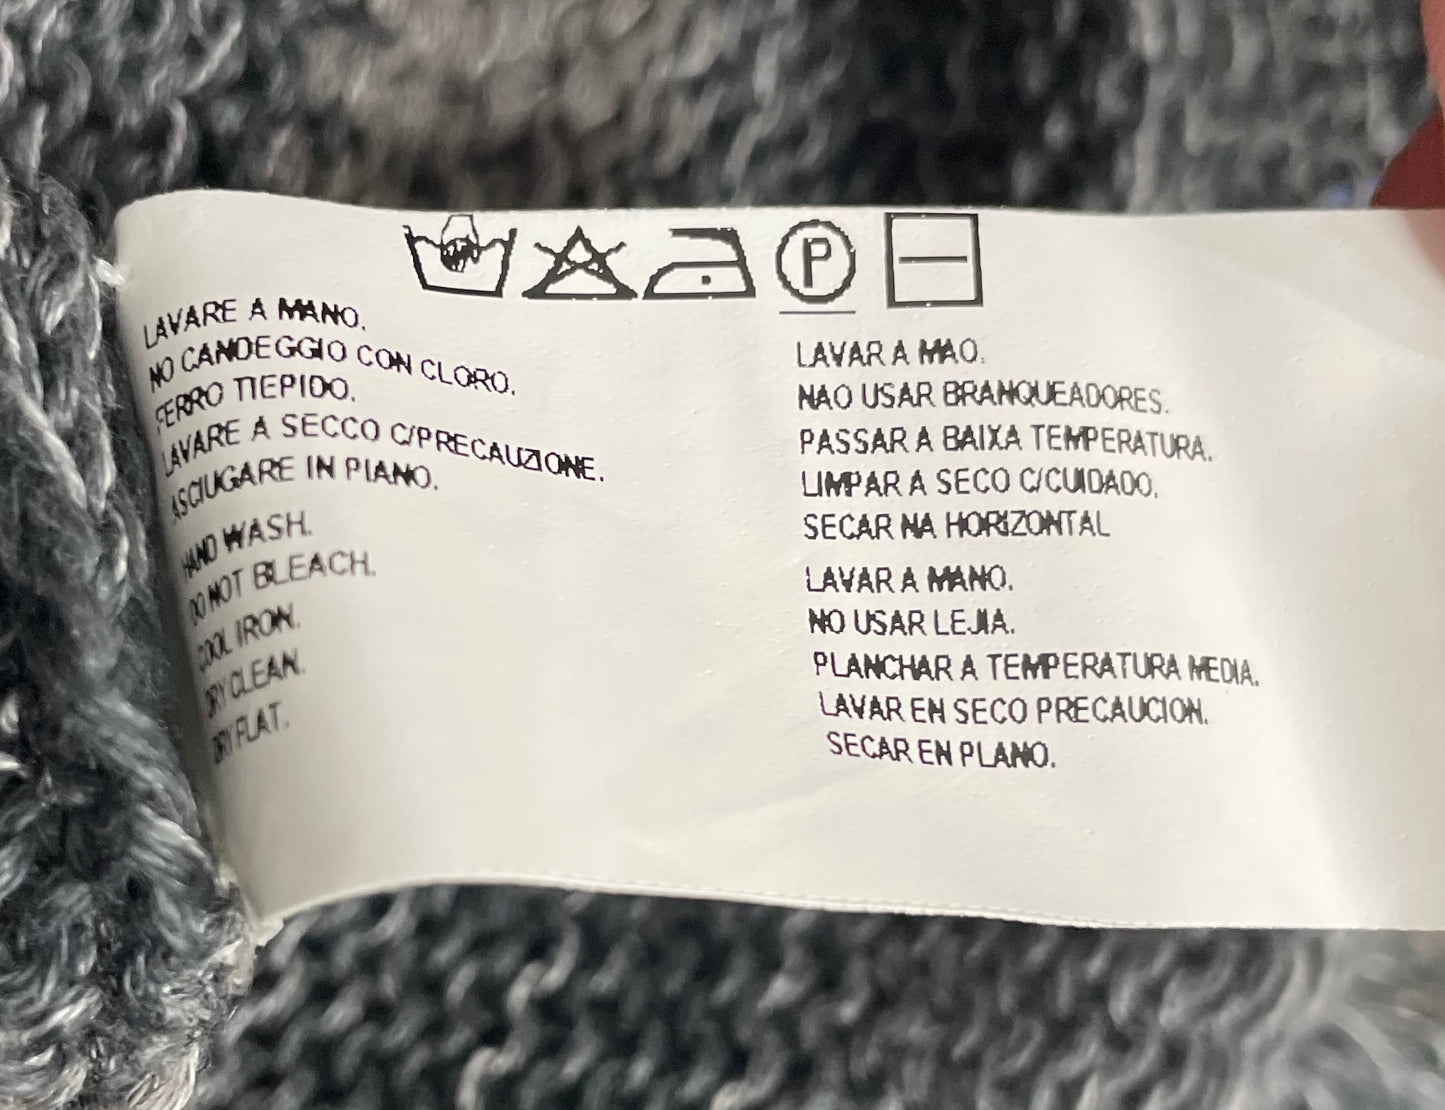 P
LAVARE A MANO.
NO CANDEGGIO CON CLORO.
FERRO TIEPIDO.
LAVARE A SECCO C/PRECAUZIONE.
ASCIUGARE IN PIANO.
HAND WASH.
DO NOT BLEACH.
COOL IRON.
DRY CLEAN.
DRY FLAT.
LAVAR A MAO.
NAO USAR BRANQUEADORES.
PASSAR A BAIXA TEMPERATURA.
LIMPAR A SECO C/CUIDADO.
SECAR NA HORIZONTAL
LAVAR A MANO.
NO USAR LEJIA.
PLANCHAR A TEMPERATURA MEDIA.
LAVAR EN SECO PRECAUCION.
SECAR EN PLANO.